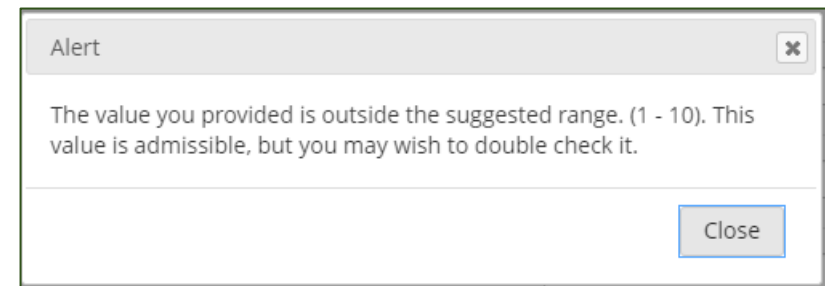 Alert
The value you provided is outside the suggested range. (1 - 10). This
value is admissible, but you may wish to double check it.
Close